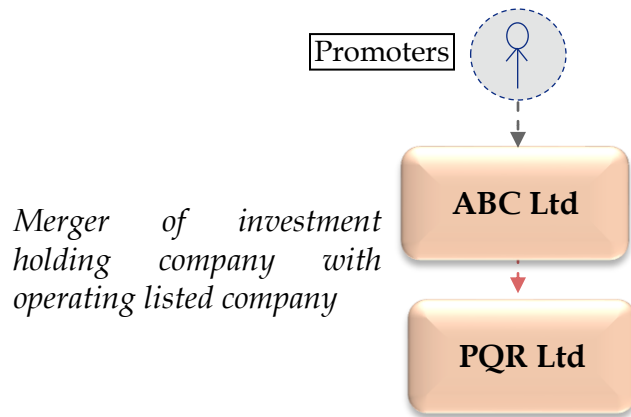 Promoters
ABC Ltd
Merger of investment
holding company with
operating listed company
PQR Ltd